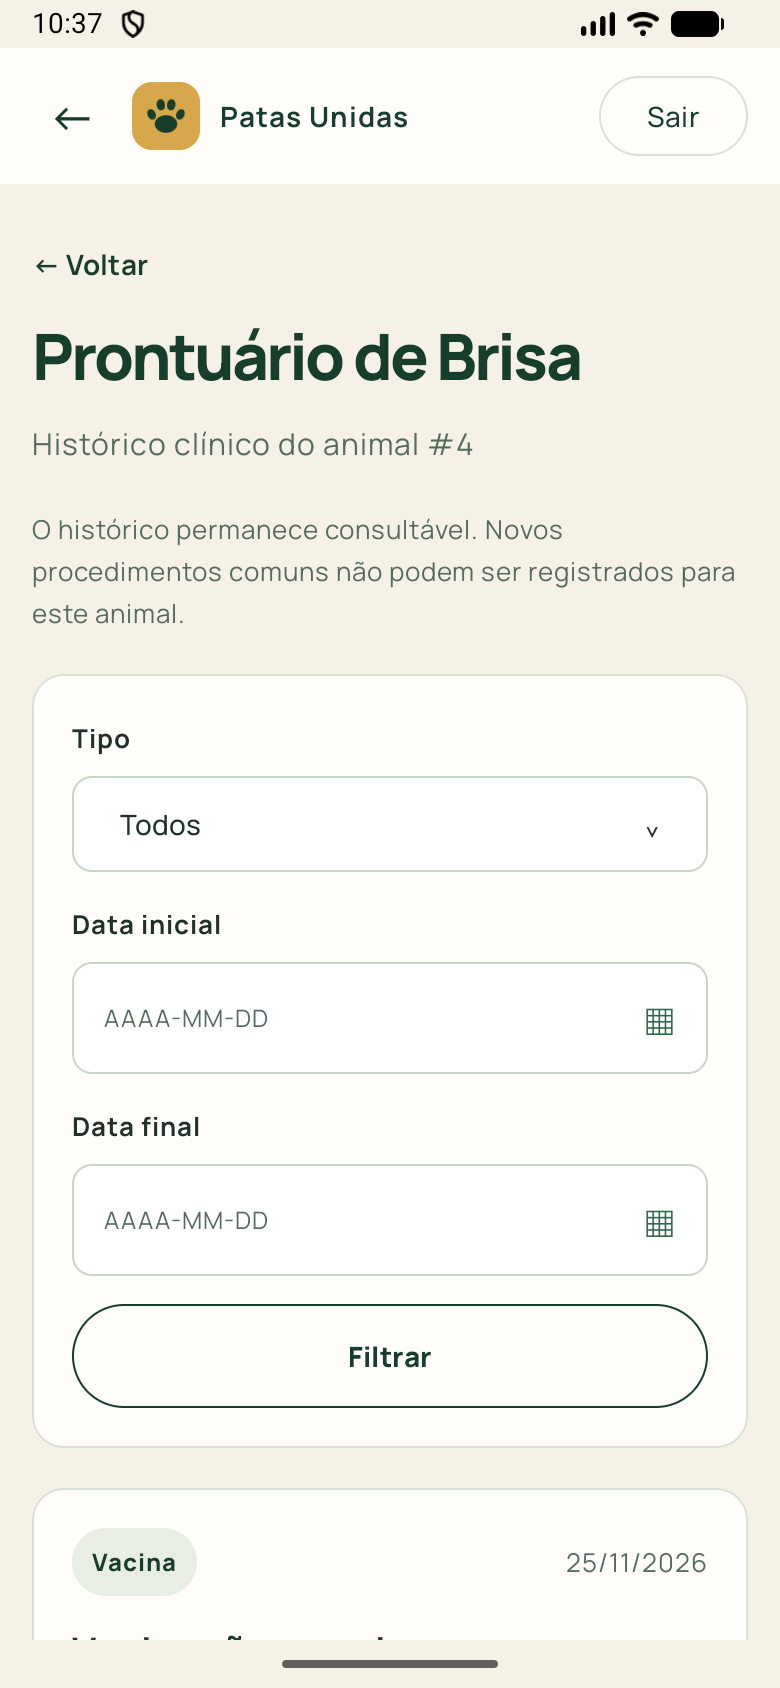 10:37
Patas Unidas
Sair
← Voltar
Prontuário de Brisa
Histórico clínico do animal #4
O histórico permanece consultável. Novos
procedimentos comuns não podem ser registrados para
este animal.
Tipo
Todos
Data inicial
AAAA-MM-DD
Data final
AAAA-MM-DD
Filtrar
Vacina
25/11/2026